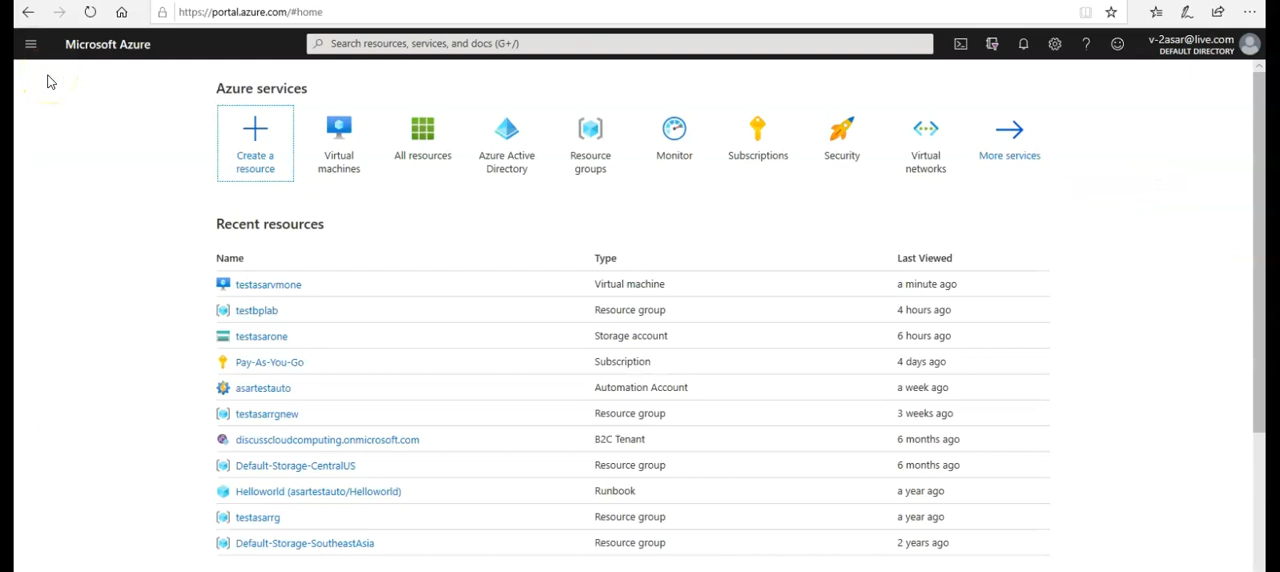 https://portal.azure.com/#home
Microsoft Azure
Search resources, services, and docs (G+/)
v-2asar@live.com
DEFAULT DIRECTORY
Azure services
Create a resource
Virtual machines
All resources
Azure Active Directory
Resource groups
Monitor
Subscriptions
Security
Virtual networks
More services
Recent resources
Name Type Last Viewed
testasarvmone Virtual machine a minute ago
testbplab Resource group 4 hours ago
testasarone Storage account 6 hours ago
Pay-As-You-Go Subscription 4 days ago
asartestauto Automation Account a week ago
testasarrgnew Resource group 3 weeks ago
discusscloudcomputing.onmicrosoft.com B2C Tenant 6 months ago
Default-Storage-CentralUS Resource group 6 months ago
Helloworld (asartestauto/Helloworld) Runbook a year ago
testasarrg Resource group a year ago
Default-Storage-SoutheastAsia Resource group 2 years ago